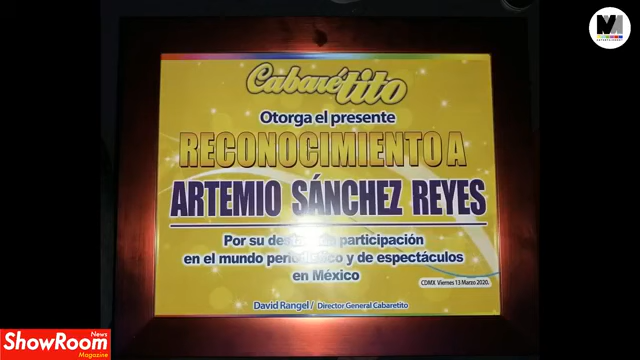 Cabarétito
Otorga el presente
RECONOCIMIENTO A
ARTEMIO SÁNCHEZ REYES
Por su participación
en el mundo y de espectáculos
en México
CDMX Viernes 13 Marzo 2020.
David Rangel / Director General Cabaretito
ShowRoom
News
Magazine